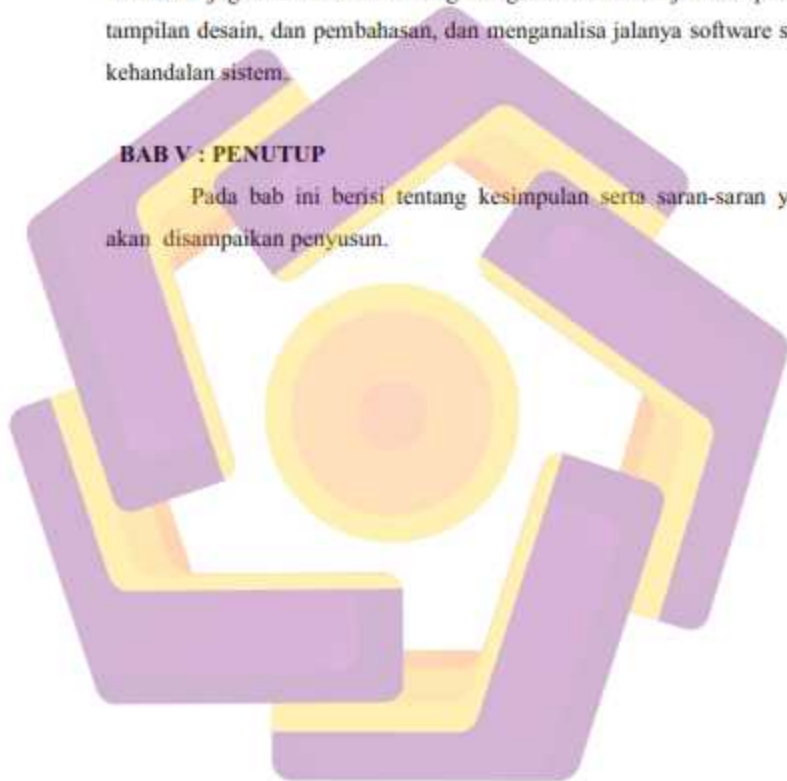 tampilan desain, dan pembahasan, dan menganalisa jalanya software s
kehandalan sistem.
BAB V : PENUTUP
Pada bab ini berisi tentang kesimpulan serta saran-saran y
akan disampaikan penyusun.